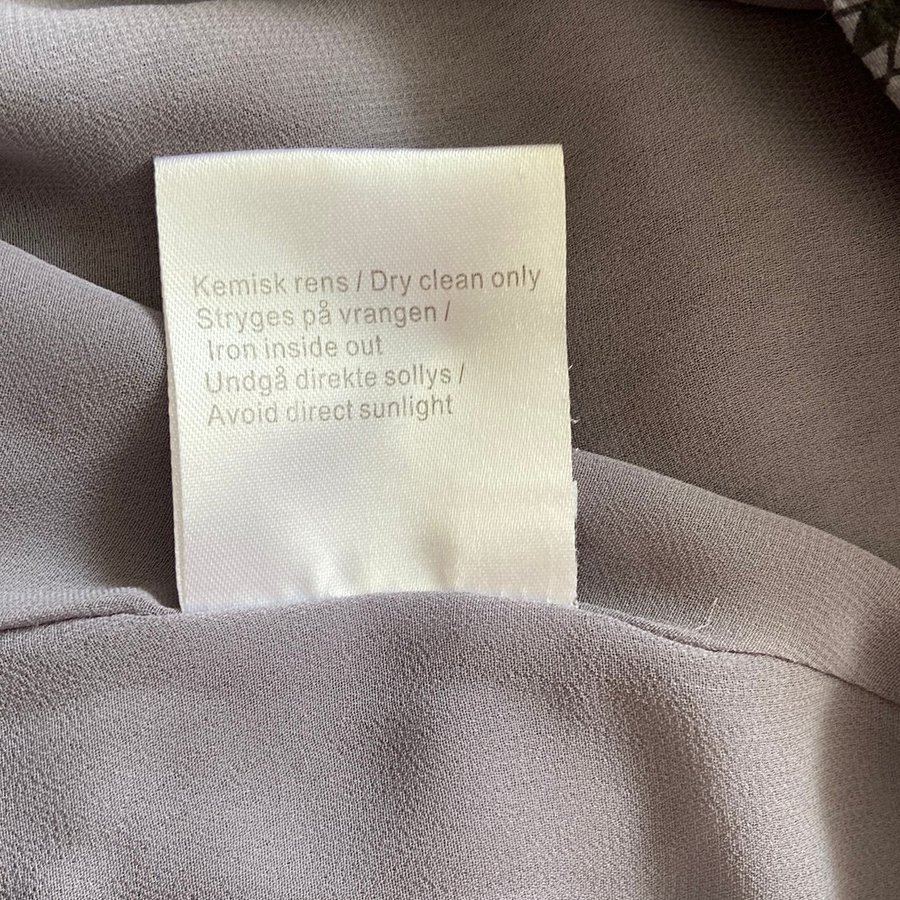 Kemisk rens / Dry clean only
Stryges på vrangen /
Iron inside out
Undgå direkte sollys /
Avoid direct sunlight